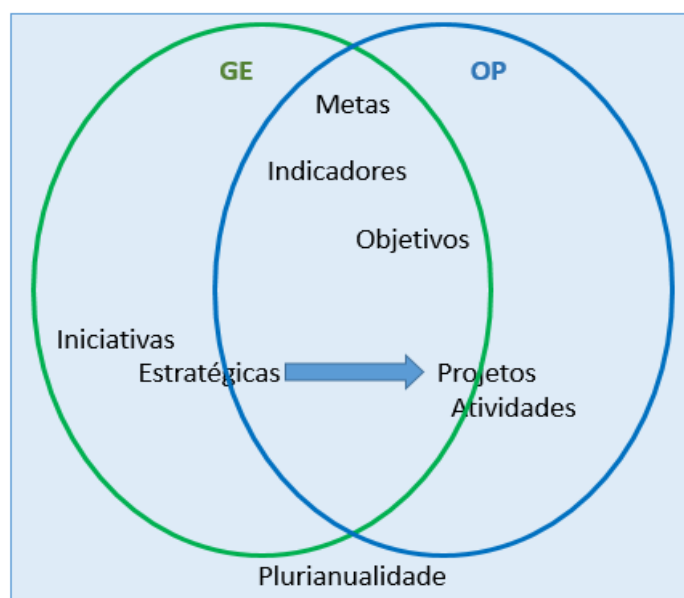 GE
OP
Metas
Indicadores
Objetivos
Iniciativas
Estratégicas
Projetos
Atividades
Plurianualidade